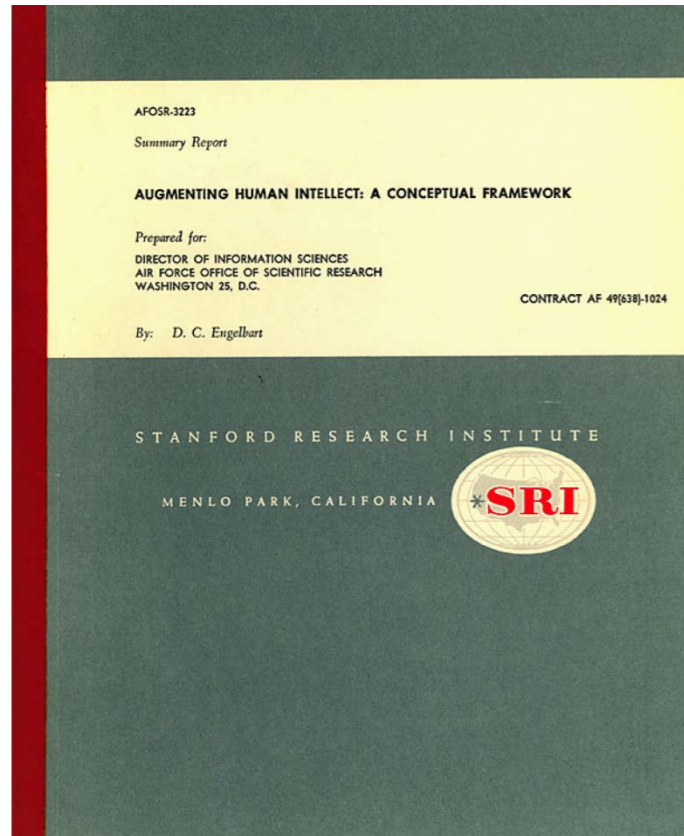 AFOSR-3223
Summary Report
AUGMENTING HUMAN INTELLECT: A CONCEPTUAL FRAMEWORK
Prepared for:
DIRECTOR OF INFORMATION SCIENCES
AIR FORCE OFFICE OF SCIENTIFIC RESEARCH
WASHINGTON 25, D.C.
CONTRACT AF 49(638)-1024
By: D. C. Engelbart
STANFORD RESEARCH INSTITUTE
MENLO PARK, CALIFORNIA
*SRI